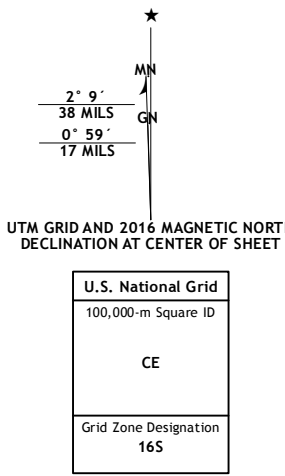 ★
MN
2° 9´
38 MILS
GN
0° 59´
17 MILS
UTM GRID AND 2016 MAGNETIC NORT
DECLINATION AT CENTER OF SHEET
U.S. National Grid
100,000-m Square ID
CE
Grid Zone Designation
16S